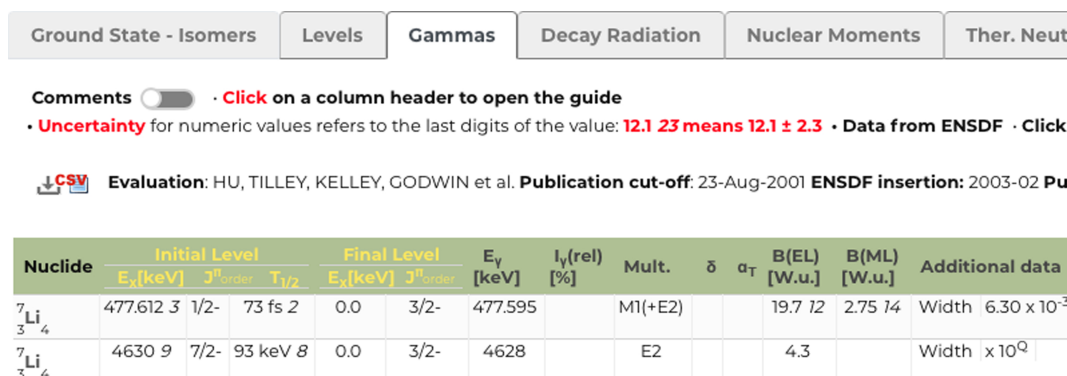 Ground State - Isomers Levels Gammas Decay Radiation Nuclear Moments Ther. Neut
Comments · Click on a column header to open the guide
• Uncertainty for numeric values refers to the last digits of the value: 12.1 23 means 12.1 ± 2.3 • Data from ENSDF · Click
CSV Evaluation: HU, TILLEY, KELLEY, GODWIN et al. Publication cut-off: 23-Aug-2001 ENSDF insertion: 2003-02 Pu
Nuclide Initial Level Final Level Eγ [keV] Iγ(rel) [%] Mult. δ αT B(EL) [W.u.] B(ML) [W.u.] Additional data
Ex[keV] Jπorder T1/2 Ex[keV] Jπorder
7 3Li4 477.612 3 1/2- 73 fs 2 0.0 3/2- 477.595 M1(+E2) 19.7 12 2.75 14 Width 6.30 x 10-3
7 3Li4 4630 9 7/2- 93 keV 8 0.0 3/2- 4628 E2 4.3 Width x 10Q